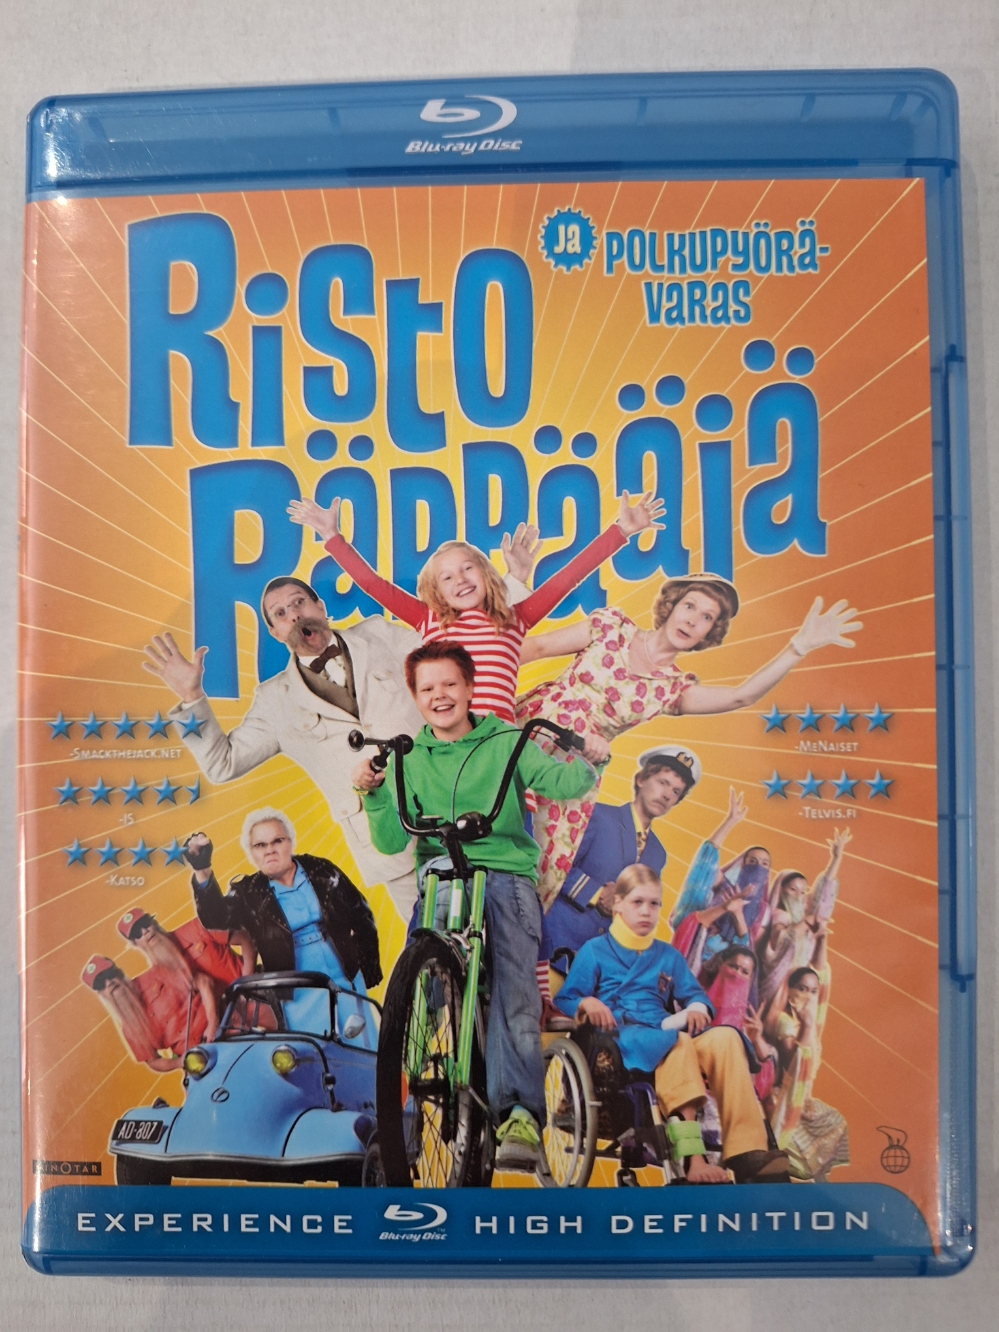 Blu-ray Disc
Risto
ja POLKUPYÖRÄ-
VARAS
Räppääjä
-SMACKTHEJACK.NET
-MENAISET
-IS
-TELVIS.FI
-KATSO
AD-807
KINOTAR
EXPERIENCE Blu-ray Disc HIGH DEFINITION